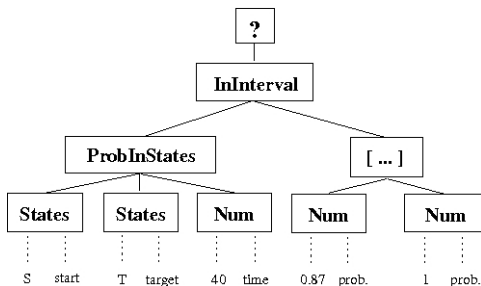 ?
InInterval
ProbInStates [ ... ]
States States Num Num Num
S start T target 40 time 0.87 prob. 1 prob.